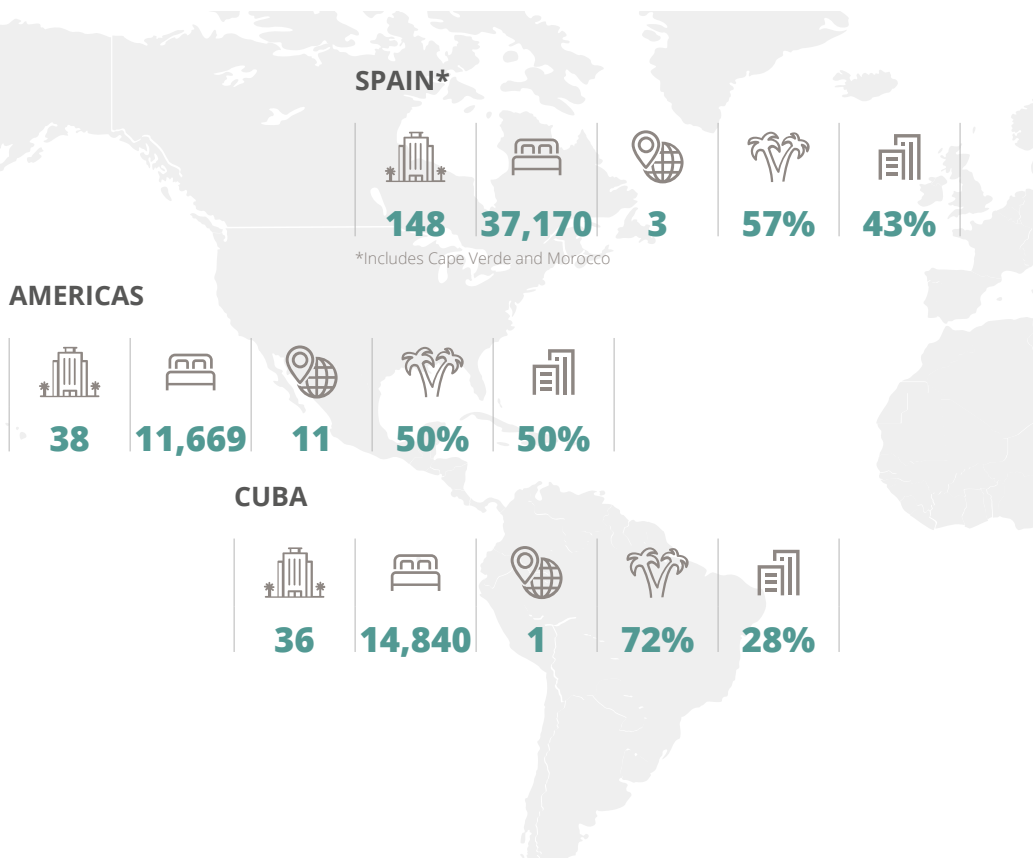 SPAIN*
148 37,170 3 57% 43%
*Includes Cape Verde and Morocco
AMERICAS
38 11,669 11 50% 50%
CUBA
36 14,840 1 72% 28%